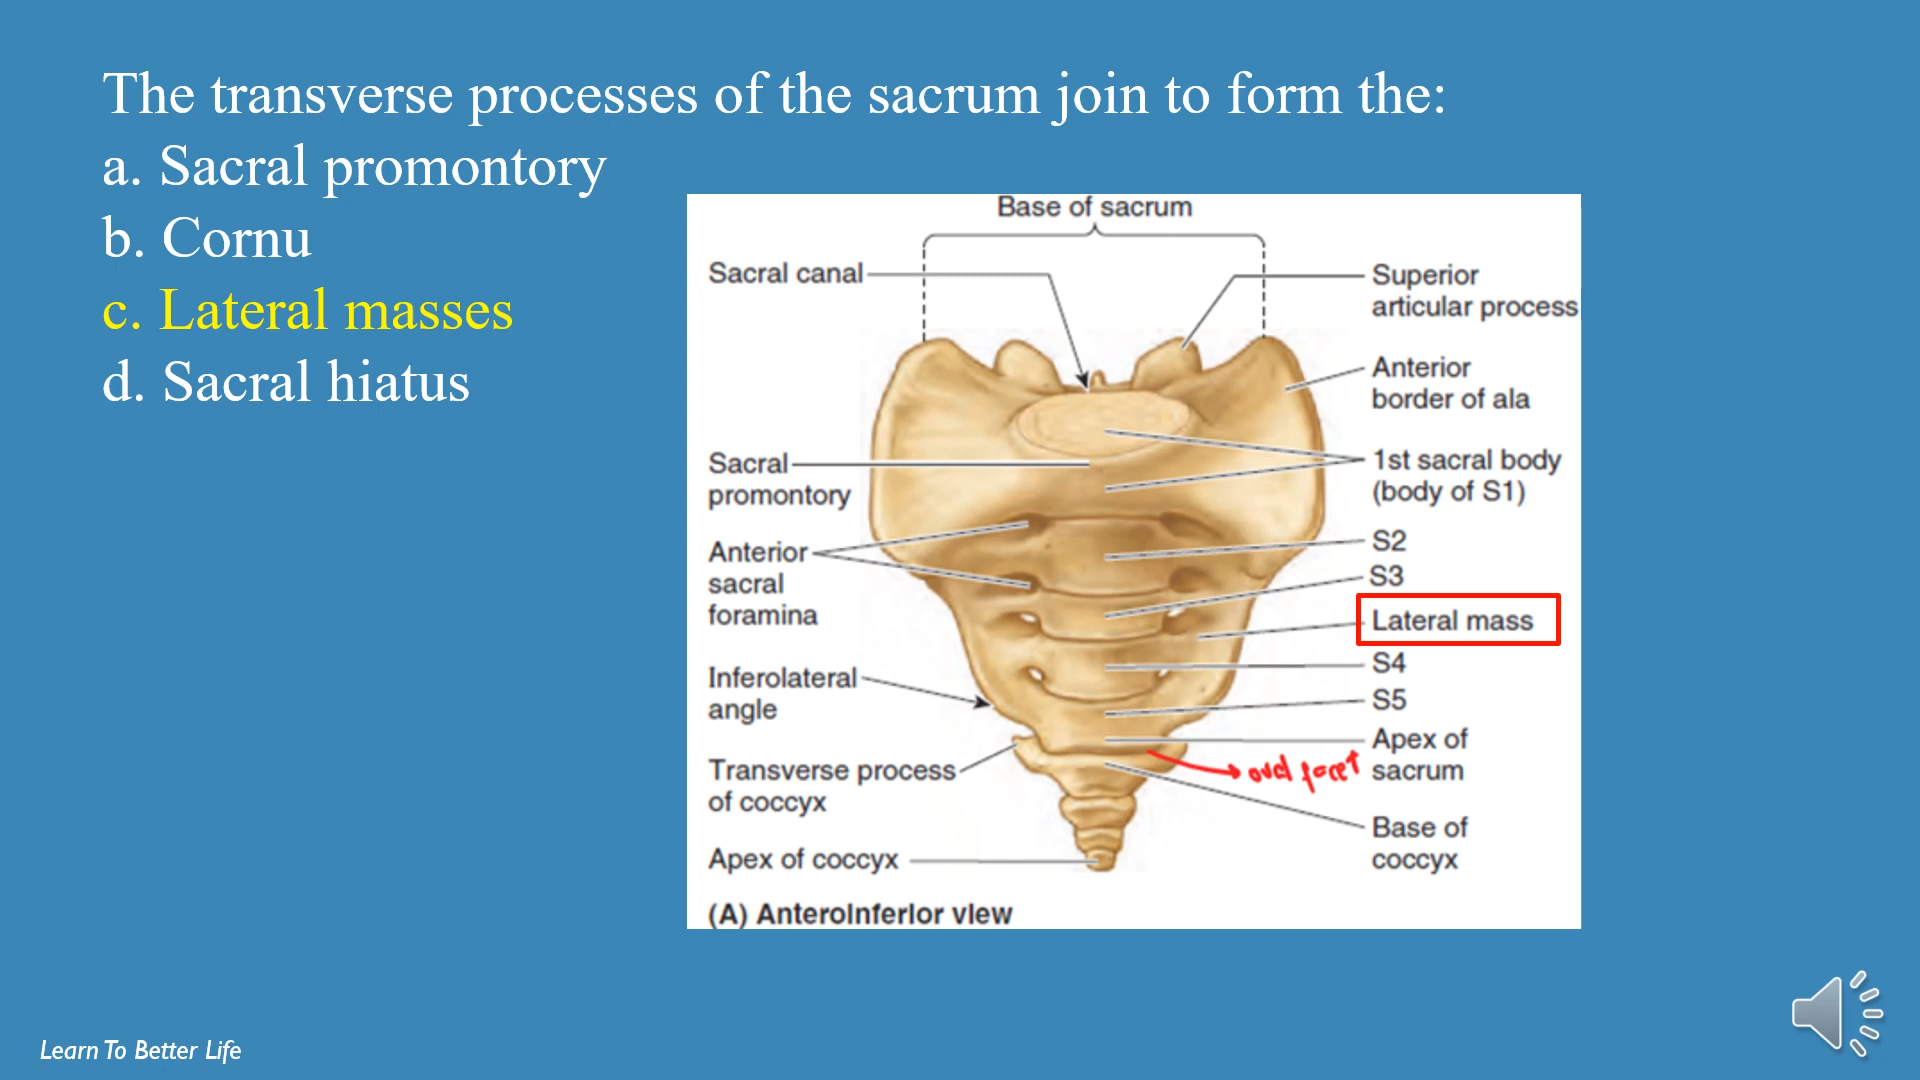 The transverse processes of the sacrum join to form the:
a. Sacral promontory
b. Cornu
c. Lateral masses
d. Sacral hiatus
Base of sacrum
Sacral canal
Superior
articular process
Anterior
border of ala
Sacral
promontory
1st sacral body
(body of S1)
Anterior
sacral
foramina
S2
S3
Lateral mass
S4
Inferolateral
angle
S5
Apex of
sacrum
oval facet
Transverse process
of coccyx
Base of
coccyx
Apex of coccyx
(A) Anteroinferior view
Learn To Better Life